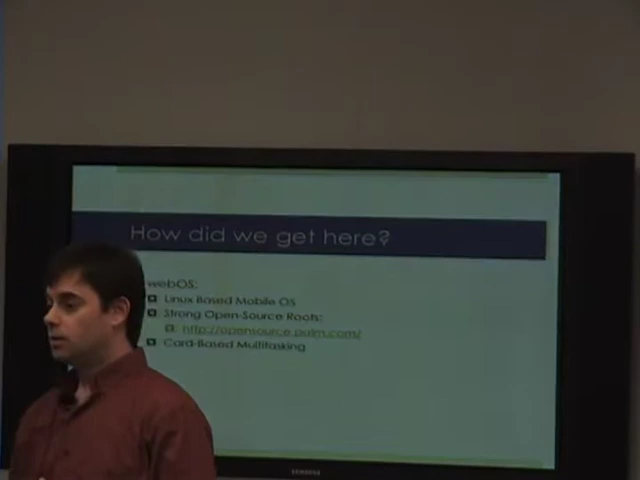 How did we get here?
webOS:
Linux Based Mobile OS
Strong Open-Source Roots:
http://opensource.palm.com/
Card-Based Multitasking
SAMSUNG